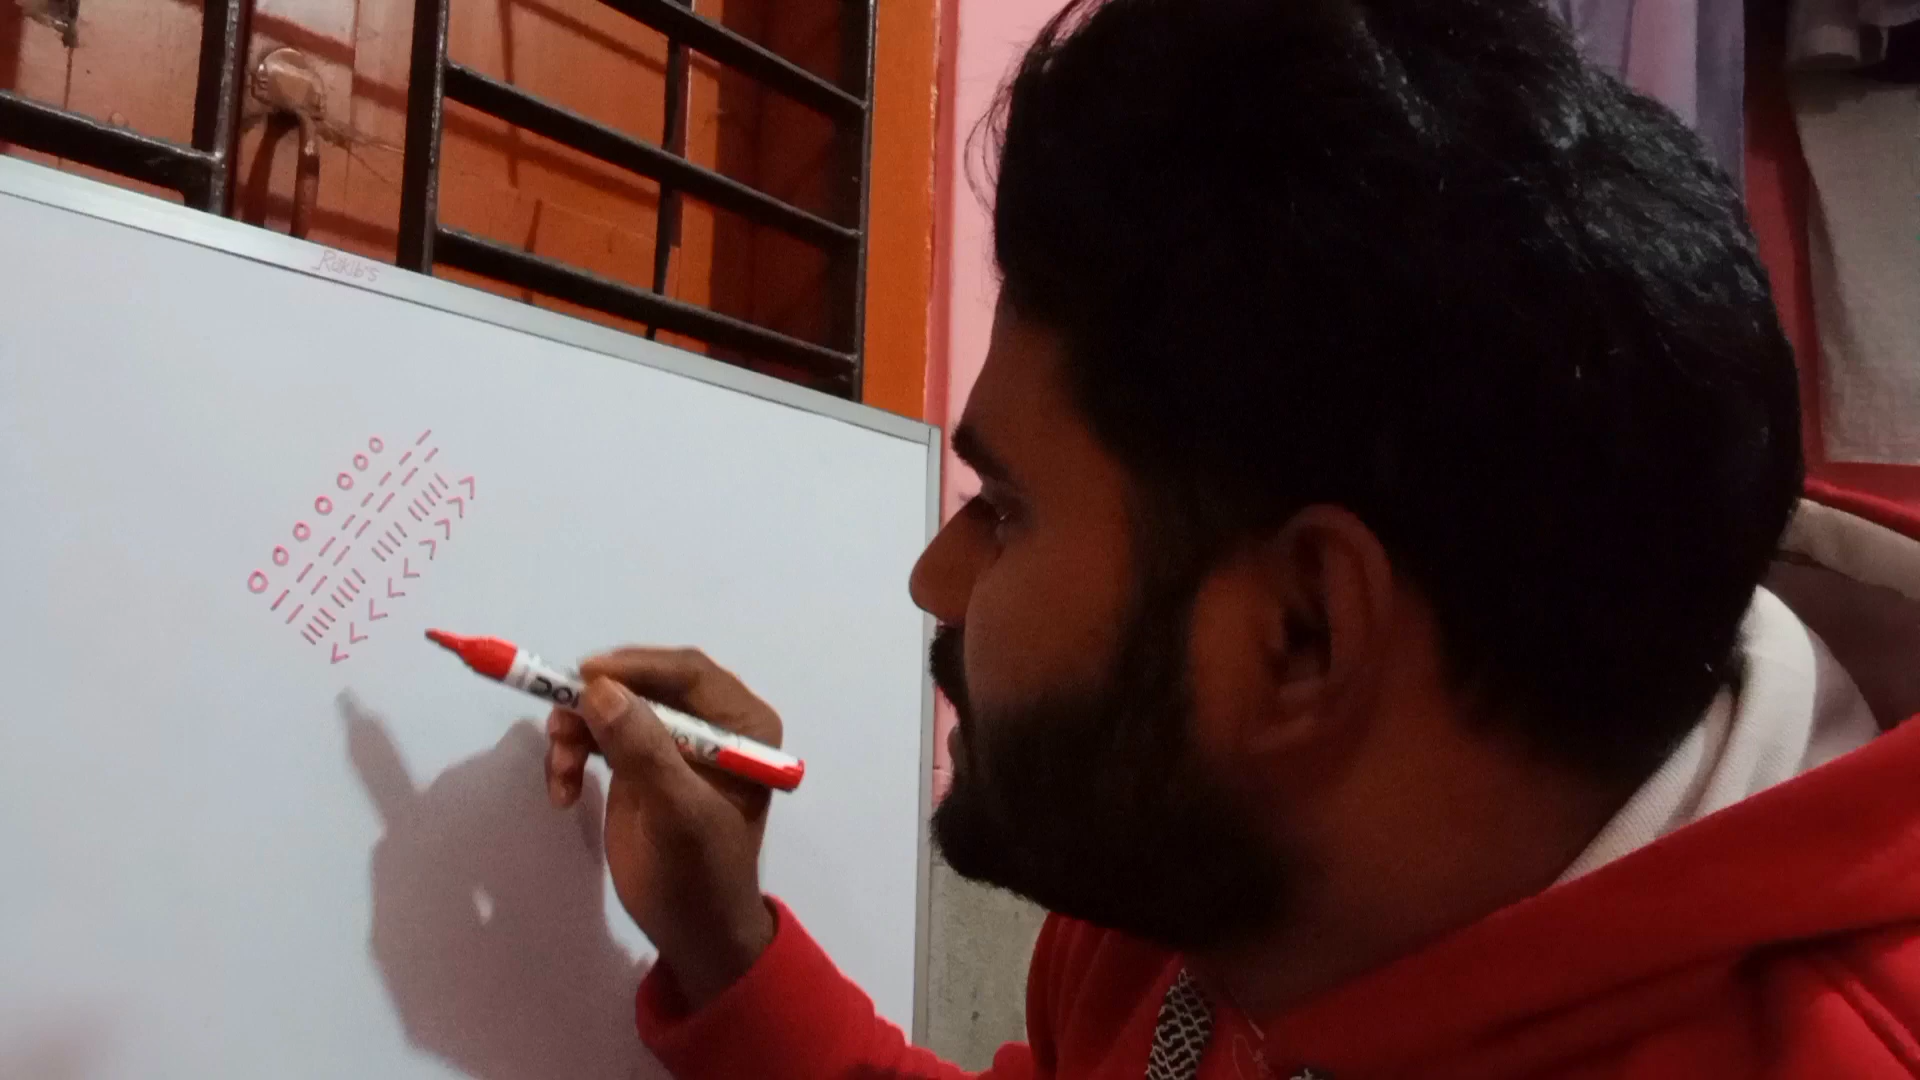 Rakib's
O O O O O O O
— — — — — — — —
— — — — — — —
|||| |||| |||| |||||
< < < < < > > > >